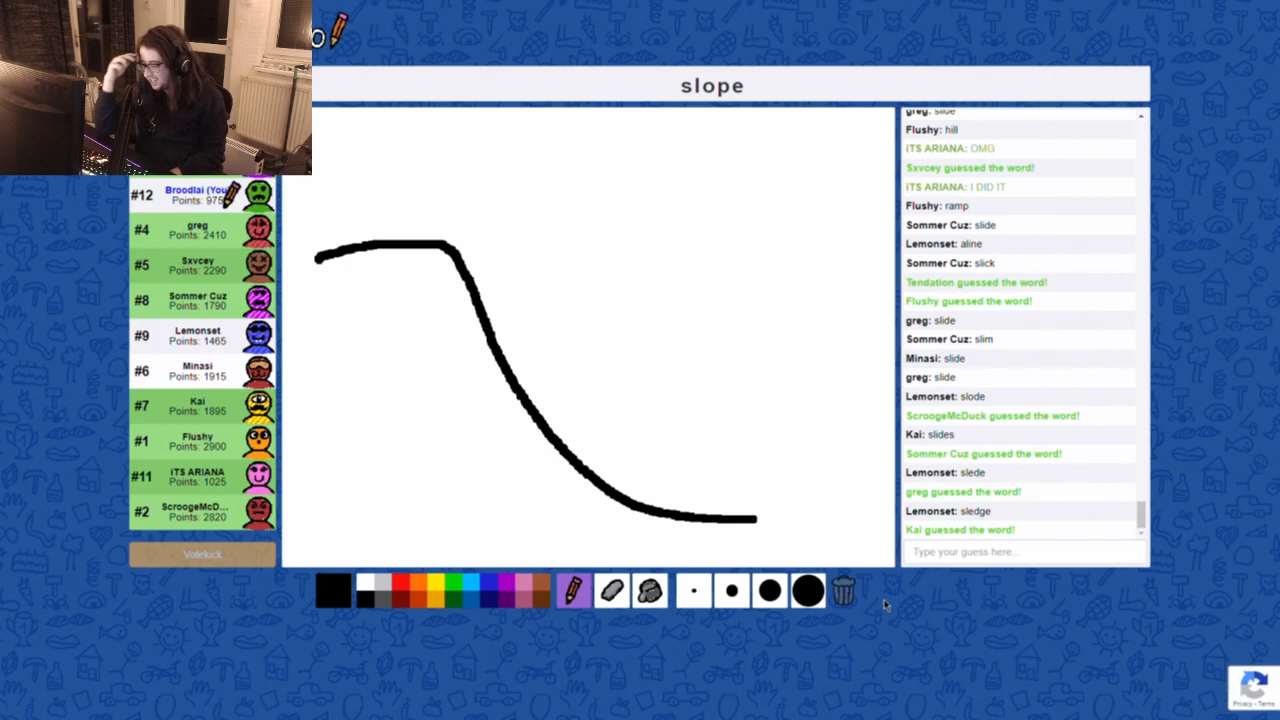 o
slope
#12 Broodlai (You
Points: 975
#4 greg
Points: 2410
#5 Sxvcey
Points: 2290
#8 Sommer Cuz
Points: 1790
#9 Lemonset
Points: 1465
#6 Minasi
Points: 1915
#7 Kai
Points: 1895
#1 Flushy
Points: 2900
#11 iTS ARiANA
Points: 1025
#2 ScroogeMcD...
Points: 2820
Votekick
greg: slide
Flushy: hill
iTS ARiANA: OMG
Sxvcey guessed the word!
iTS ARiANA: I DID IT
Flushy: ramp
Sommer Cuz: slide
Lemonset: aline
Sommer Cuz: slick
Tendation guessed the word!
Flushy guessed the word!
greg: slide
Sommer Cuz: slim
Minasi: slide
greg: slide
Lemonset: slode
ScroogeMcDuck guessed the word!
Kai: slides
Sommer Cuz guessed the word!
Lemonset: slede
greg guessed the word!
Lemonset: sledge
Kai guessed the word!
Type your guess here...
Privacy - Terms